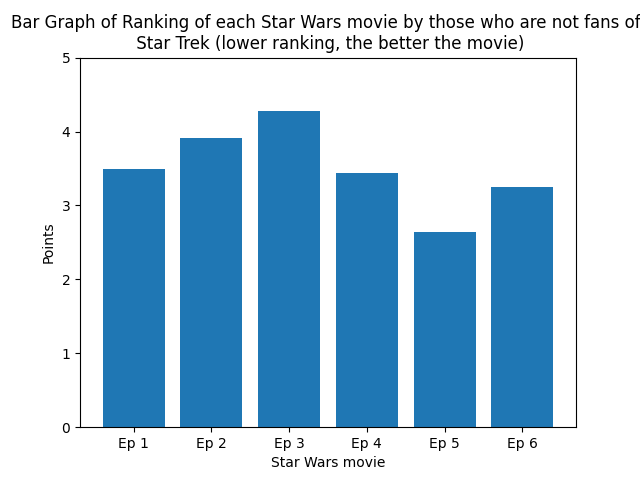 Bar Graph of Ranking of each Star Wars movie by those who are not fans of
Star Trek (lower ranking, the better the movie)
5
4
3
2
1
0
Points
Ep 1 Ep 2 Ep 3 Ep 4 Ep 5 Ep 6
Star Wars movie